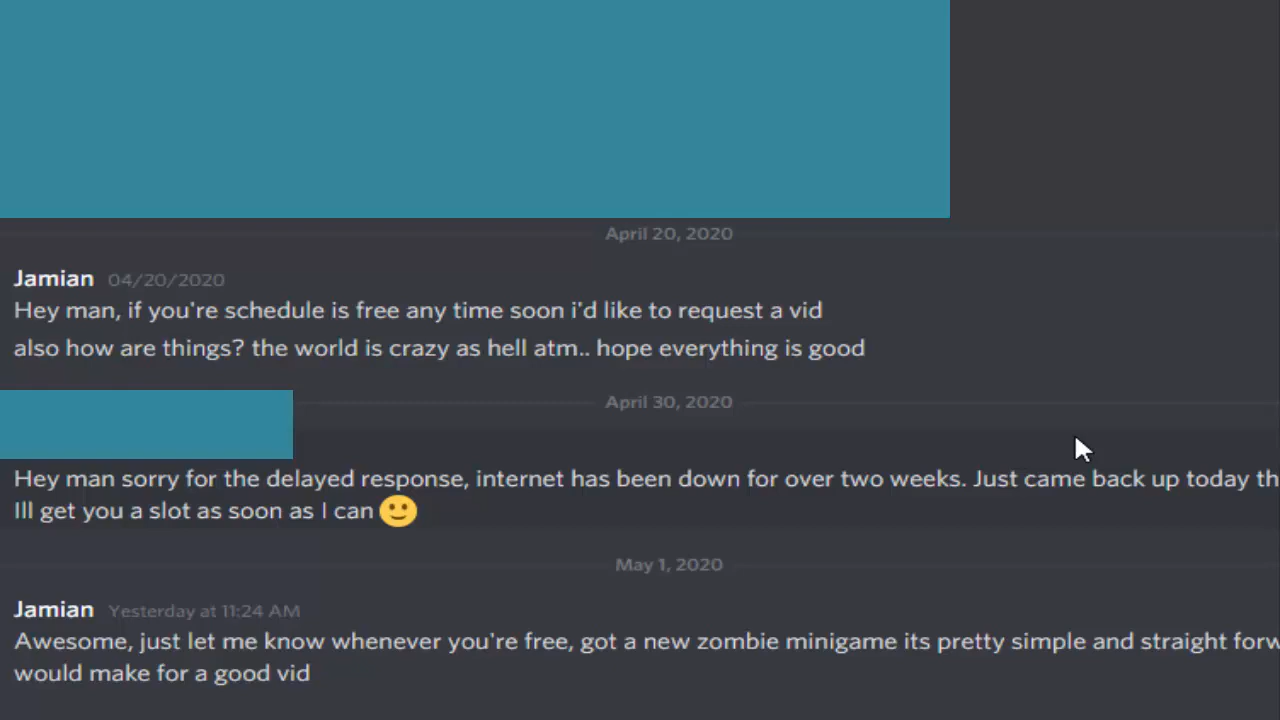 April 20, 2020
Jamian 04/20/2020
Hey man, if you're schedule is free any time soon i'd like to request a vid
also how are things? the world is crazy as hell atm.. hope everything is good
April 30, 2020
Hey man sorry for the delayed response, internet has been down for over two weeks. Just came back up today th
Ill get you a slot as soon as I can 🙂
May 1, 2020
Jamian Yesterday at 11:24 AM
Awesome, just let me know whenever you're free, got a new zombie minigame its pretty simple and straight forw
would make for a good vid